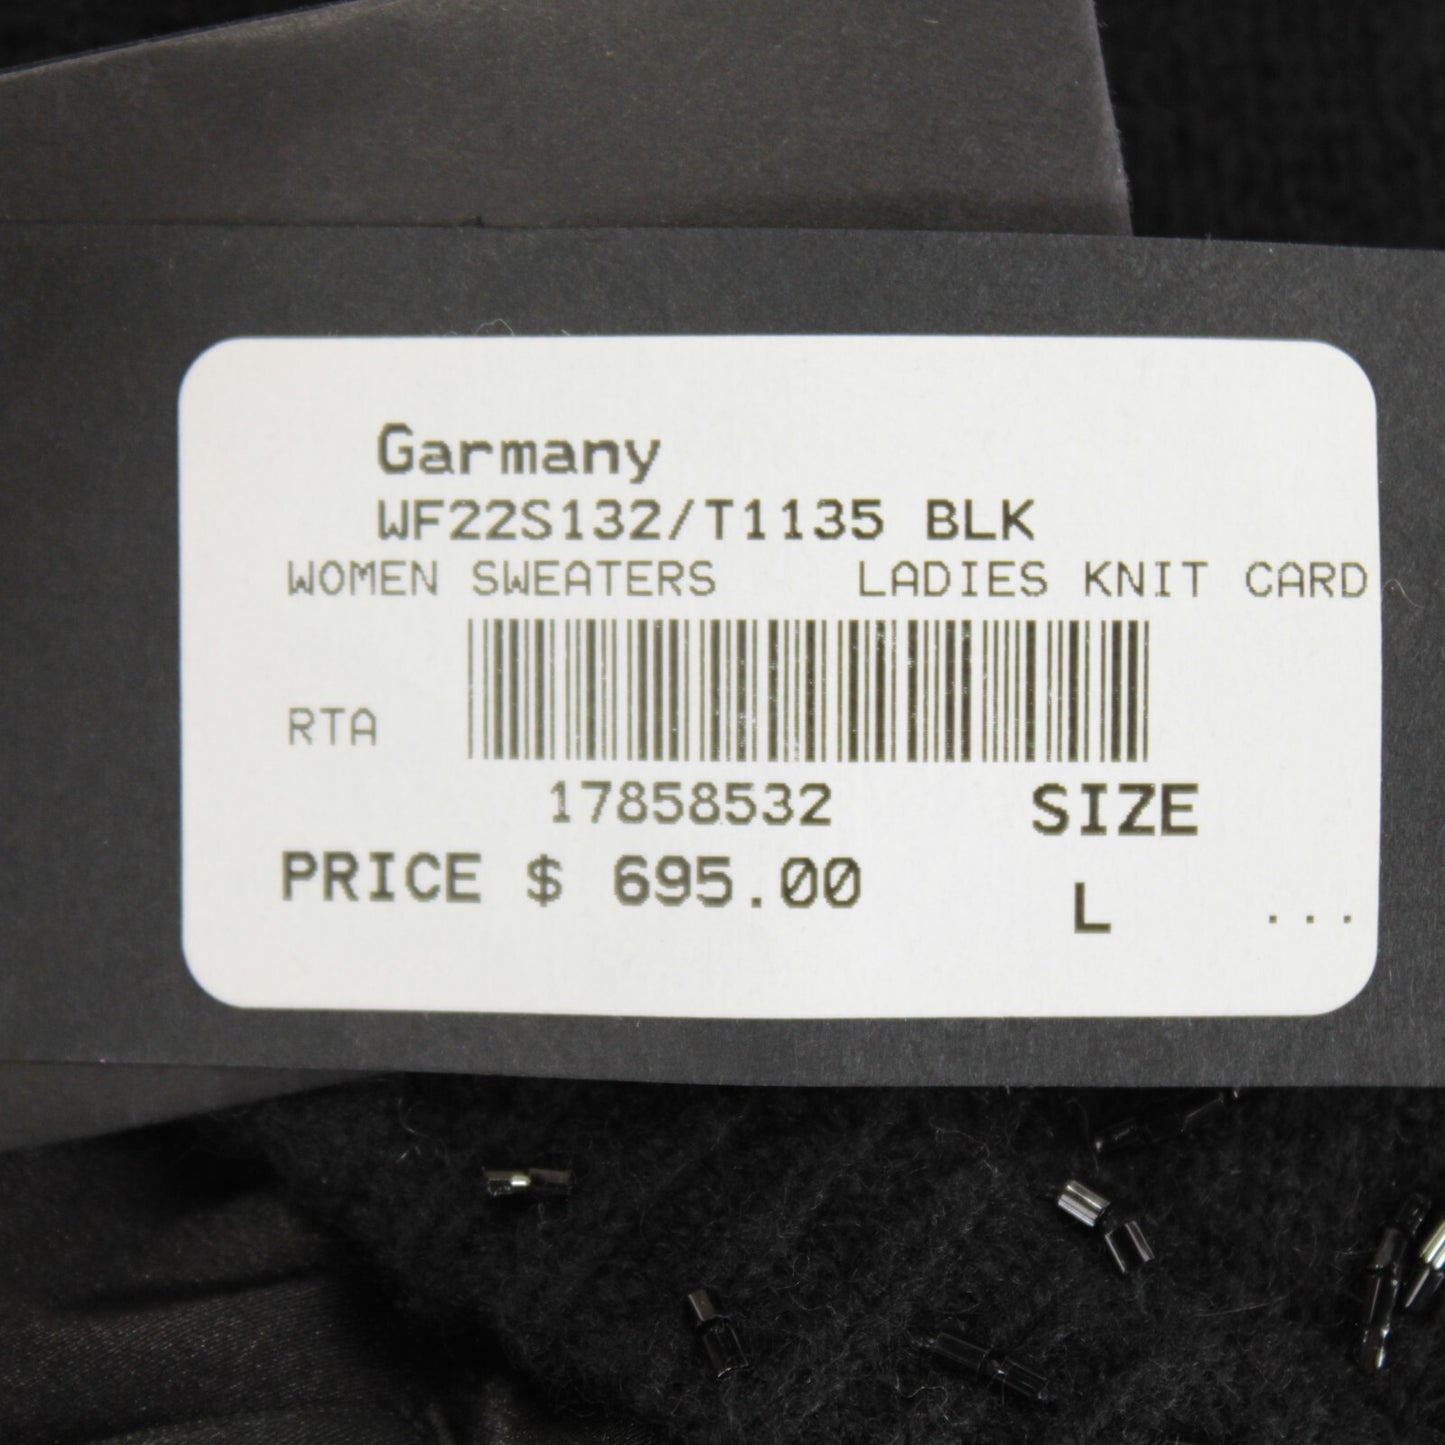 Garmany
WF22S132/T1135 BLK
WOMEN SWEATERS LADIES KNIT CARD
RTA
17858532 SIZE
PRICE $ 695.00 L ...